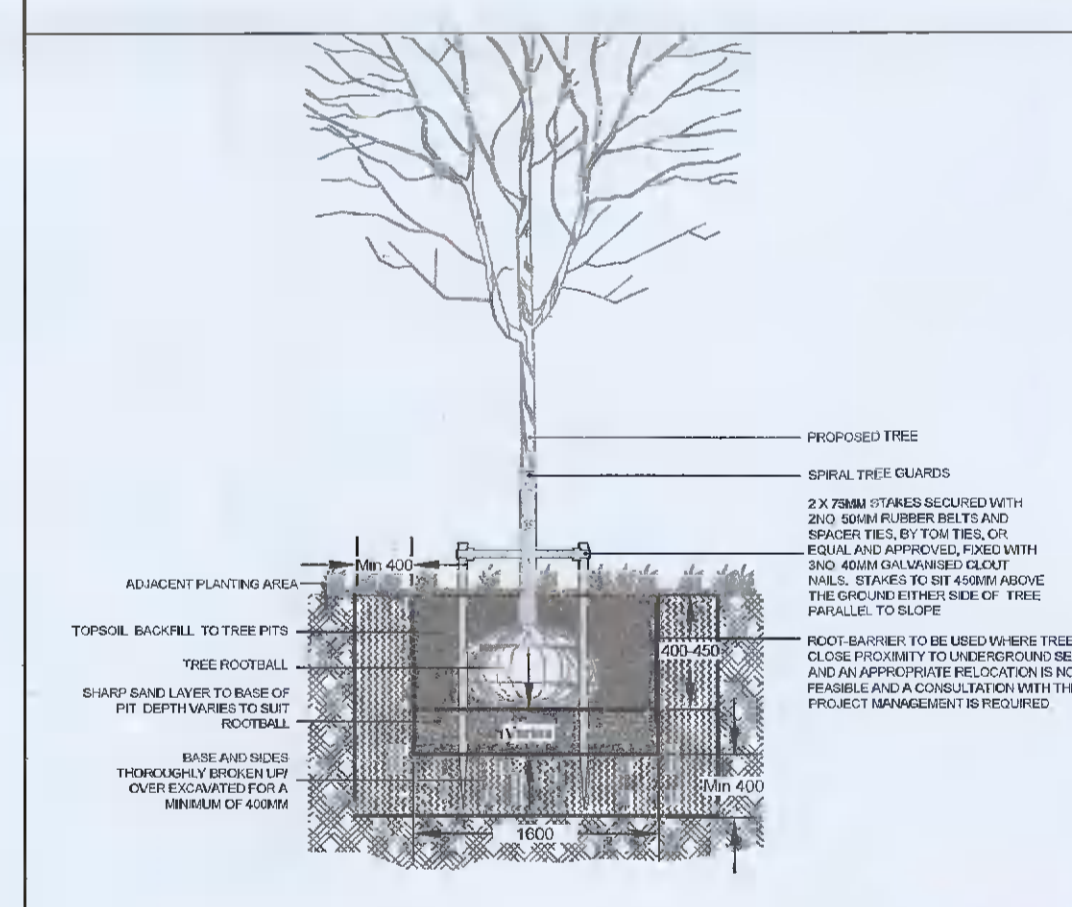 PROPOSED TREE
SPIRAL TREE GUARDS
2 X 75MM STAKES SECURED WITH
2NO. 50MM RUBBER BELTS AND
SPACER TIES, BY TOM TIES, OR
EQUAL AND APPROVED, FIXED WITH
3NO. 40MM GALVANISED CLOUT
NAILS. STAKES TO SIT 450MM ABOVE
THE GROUND EITHER SIDE OF TREE
PARALLEL TO SLOPE
Min 400
ADJACENT PLANTING AREA
TOPSOIL BACKFILL TO TREE PITS
TREE ROOTBALL
SHARP SAND LAYER TO BASE OF
PIT DEPTH VARIES TO SUIT
ROOTBALL
BASE AND SIDES
THOROUGHLY BROKEN UP/
OVER EXCAVATED FOR A
MINIMUM OF 400MM
400-450
ROOT-BARRIER TO BE USED WHERE TREE
CLOSE PROXIMITY TO UNDERGROUND SE
AND AN APPROPRIATE RELOCATION IS NO
FEASIBLE AND A CONSULTATION WITH THE
PROJECT MANAGEMENT IS REQUIRED
Min 400
1600